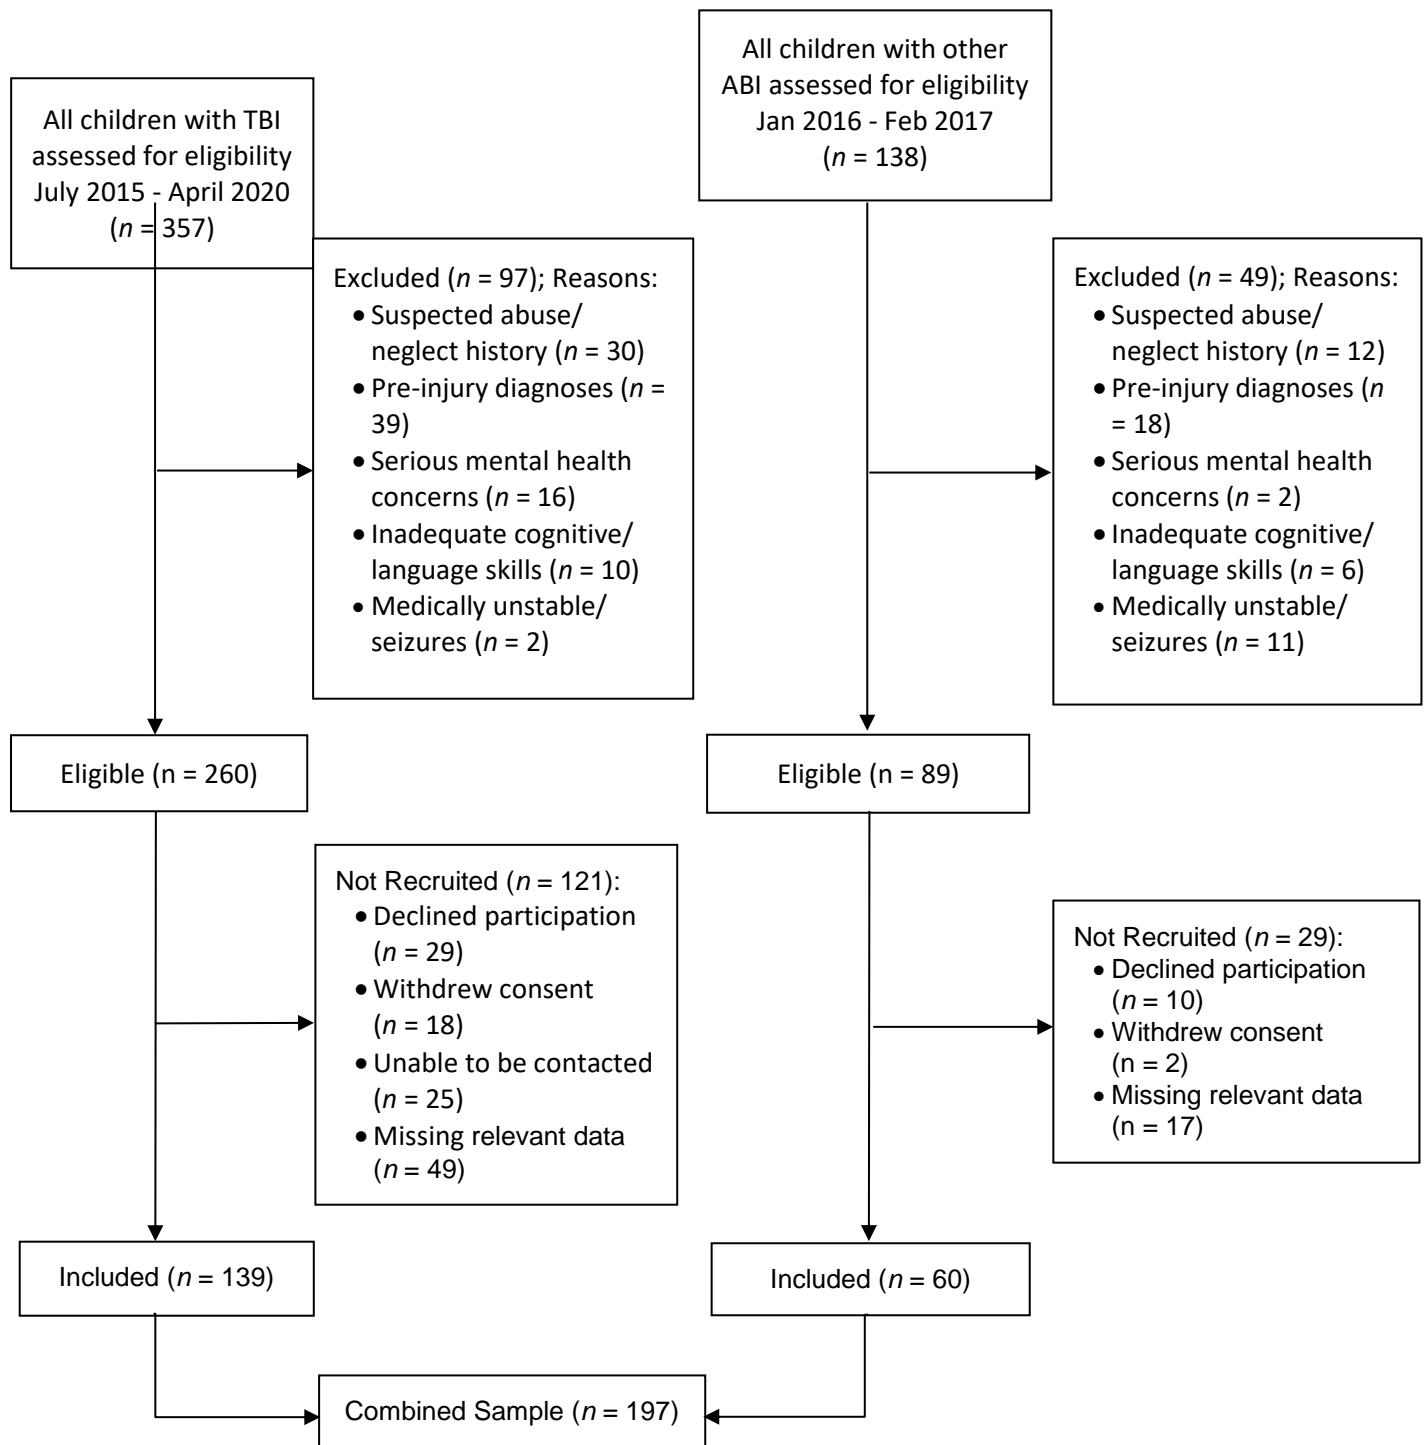 All children with TBI
assessed for eligibility
July 2015 - April 2020
(n = 357)
All children with other
ABI assessed for eligibility
Jan 2016 - Feb 2017
(n = 138)
Excluded (n = 97); Reasons:
• Suspected abuse/
neglect history (n = 30)
• Pre-injury diagnoses (n =
39)
• Serious mental health
concerns (n = 16)
• Inadequate cognitive/
language skills (n = 10)
• Medically unstable/
seizures (n = 2)
Excluded (n = 49); Reasons:
• Suspected abuse/
neglect history (n = 12)
• Pre-injury diagnoses (n
= 18)
• Serious mental health
concerns (n = 2)
• Inadequate cognitive/
language skills (n = 6)
• Medically unstable/
seizures (n = 11)
Eligible (n = 260)
Eligible (n = 89)
Not Recruited (n = 121):
• Declined participation
(n = 29)
• Withdrew consent
(n = 18)
• Unable to be contacted
(n = 25)
• Missing relevant data
(n = 49)
Not Recruited (n = 29):
• Declined participation
(n = 10)
• Withdrew consent
(n = 2)
• Missing relevant data
(n = 17)
Included (n = 139)
Included (n = 60)
Combined Sample (n = 197)